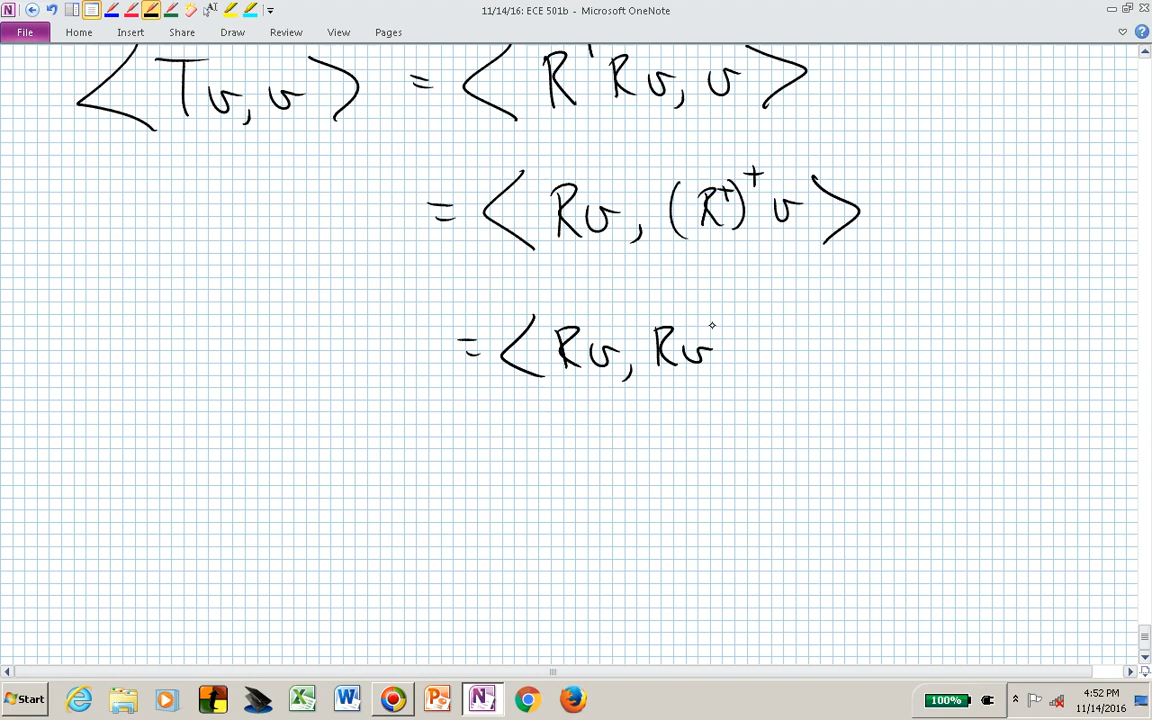 11/14/16: ECE 501b - Microsoft OneNote
File Home Insert Share Draw Review View Pages
<Tv, v> = <R†Rv, v>
= <Rv, (R†)†v>
= <Rv, Rv
Start
100%
4:52 PM
11/14/2016